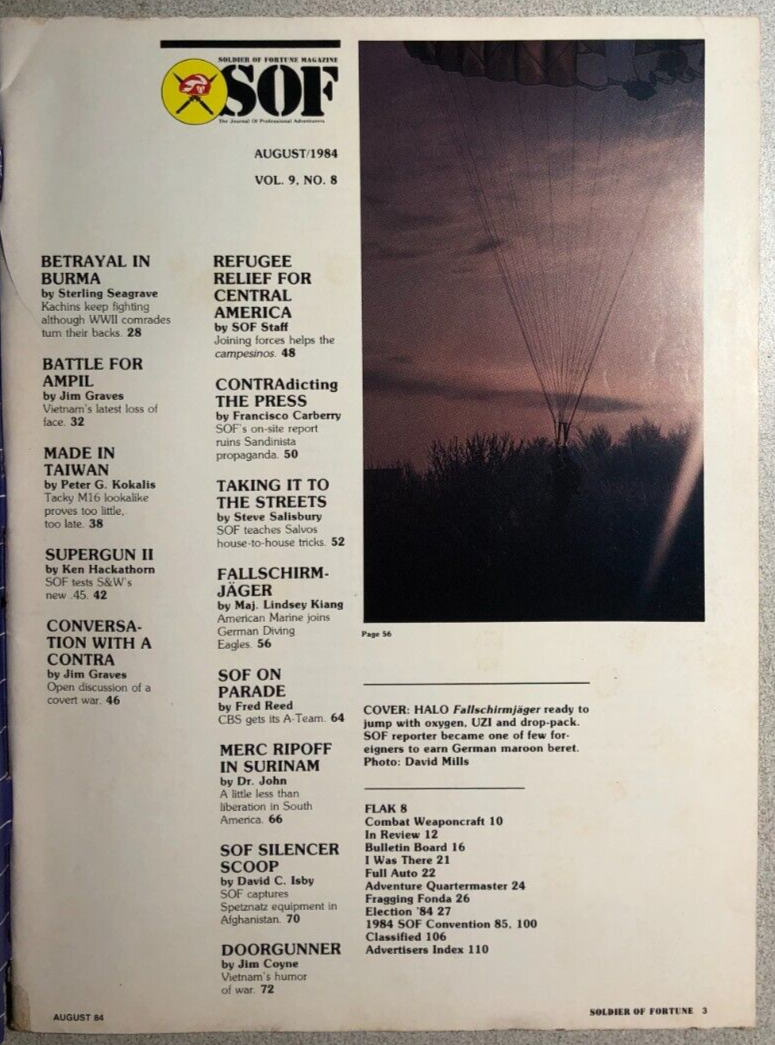 SOLDIER OF FORTUNE MAGAZINE
SOF
The Journal Of Professional Adventurers
AUGUST/1984
VOL. 9, NO. 8
BETRAYAL IN
BURMA
by Sterling Seagrave
Kachins keep fighting
although WWII comrades
turn their backs. 28
BATTLE FOR
AMPIL
by Jim Graves
Vietnam's latest loss of
face. 32
MADE IN
TAIWAN
by Peter G. Kokalis
Tacky M16 lookalike
proves too little,
too late. 38
SUPERGUN II
by Ken Hackathorn
SOF tests S&W's
new .45. 42
CONVERSA-
TION WITH A
CONTRA
by Jim Graves
Open discussion of a
covert war. 46
REFUGEE
RELIEF FOR
CENTRAL
AMERICA
by SOF Staff
Joining forces helps the
campesinos. 48
CONTRAdicting
THE PRESS
by Francisco Carberry
SOF's on-site report
ruins Sandinista
propaganda. 50
TAKING IT TO
THE STREETS
by Steve Salisbury
SOF teaches Salvos
house-to-house tricks. 52
FALLSCHIRM-
JÄGER
by Maj. Lindsey Kiang
American Marine joins
German Diving
Eagles. 56
SOF ON
PARADE
by Fred Reed
CBS gets its A-Team. 64
MERC RIPOFF
IN SURINAM
by Dr. John
A little less than
liberation in South
America. 66
SOF SILENCER
SCOOP
by David C. Isby
SOF captures
Spetznatz equipment in
Afghanistan. 70
DOORGUNNER
by Jim Coyne
Vietnam's humor
of war. 72
Page 56
COVER: HALO Fallschirmjäger ready to
jump with oxygen, UZI and drop-pack.
SOF reporter became one of few for-
eigners to earn German maroon beret.
Photo: David Mills
FLAK 8
Combat Weaponcraft 10
In Review 12
Bulletin Board 16
I Was There 21
Full Auto 22
Adventure Quartermaster 24
Fragging Fonda 26
Election '84 27
1984 SOF Convention 85, 100
Classified 106
Advertisers Index 110
AUGUST 84
SOLDIER OF FORTUNE 3